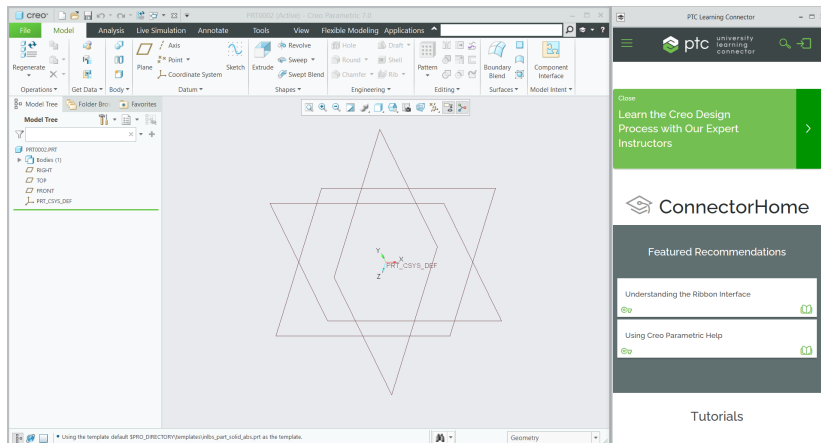 creo
PRT0002 (Active) - Creo Parametric 7.0
File Model Analysis Live Simulation Annotate Tools View Flexible Modeling Applications
Regenerate
Operations
Get Data
Body
Plane
Axis
Point
Coordinate System
Sketch
Datum
Extrude
Revolve
Sweep
Swept Blend
Shapes
Hole
Round
Chamfer
Draft
Shell
Rib
Engineering
Pattern
Editing
Boundary
Blend
Surfaces
Component
Interface
Model Intent
Model Tree Folder Bro Favorites
Model Tree
PRT0002.PRT
Bodies (1)
RIGHT
TOP
FRONT
PRT_CSYS_DEF
Y
X
PRT_CSYS_DEF
Z
• Using the template default $PRO_DIRECTORY\templates\inlbs_part_solid_abs.prt as the template.
Geometry
PTC Learning Connector
ptc university
learning
connector
Close
Learn the Creo Design
Process with Our Expert
Instructors
ConnectorHome
Featured Recommendations
Understanding the Ribbon Interface
Using Creo Parametric Help
Tutorials